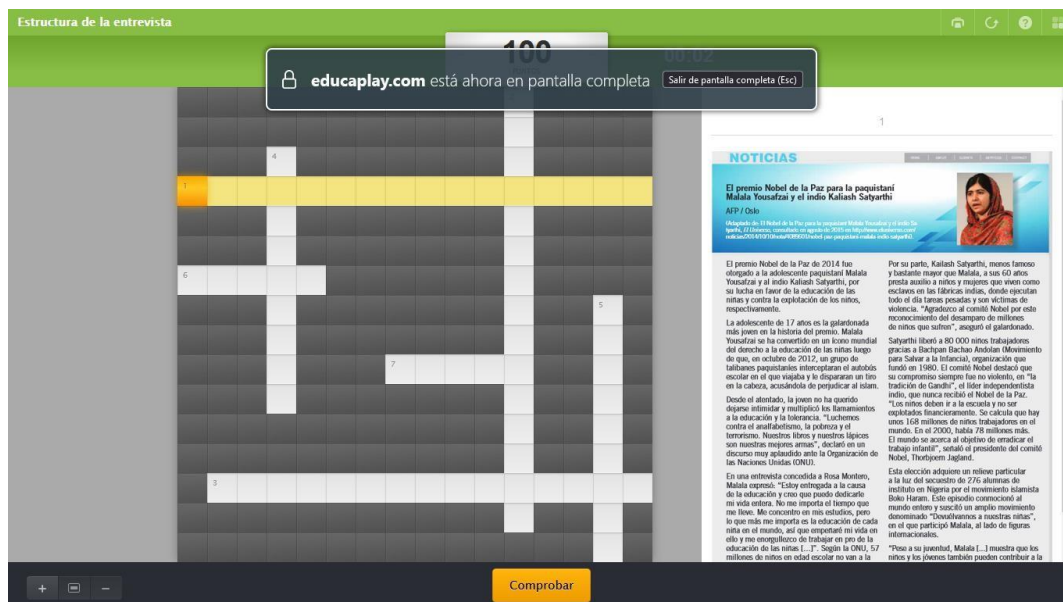 Estructura de la entrevista
100
00:02
educaplay.com está ahora en pantalla completa
Salir de pantalla completa (Esc)
4
1
6
5
7
3
1
NOTICIAS
El premio Nobel de la Paz para la paquistaní
Malala Yousafzai y el indio Kaliash Satyarthi
AFP / Oslo
El premio Nobel de la Paz de 2014 fue
otorgado a la adolescente paquistaní Malala
Yousafzai y al indio Kaliash Satyarthi, por
su lucha en favor de la educación de las
niñas y contra la explotación de los niños,
respectivamente.
La adolescente de 17 años es la galardonada
más joven en la historia del premio. Malala
Yousafzai se ha convertido en un ícono mundial
del derecho a la educación de las niñas luego
de que, en octubre de 2012, un grupo de
talibanes paquistaníes interceptaran el autobús
escolar en el que viajaba y le dispararan un tiro
en la cabeza, acusándola de perjudicar al islam.
Desde el atentado, la joven no ha querido
dejarse intimidar y multiplicó los llamamientos
a la educación y la tolerancia. “Luchemos
contra el analfabetismo, la pobreza y el
terrorismo. Nuestros libros y nuestros lápices
son nuestras mejores armas”, declaró en un
discurso muy aplaudido ante la Organización de
las Naciones Unidas (ONU).
En una entrevista concedida a Rosa Montero,
Malala expresó: “Estoy entregada a la causa
de la educación y creo que puedo dedicarle
mi vida entera. No me importa el tiempo que
me lleve. Me concentro en mis estudios, pero
lo que más me importa es la educación de cada
niña en el mundo, así que empeñaré mi vida en
ello y me enorgullezco de trabajar en pro de la
educación de las niñas [...]”. Según la ONU, 57
millones de niños en edad escolar no van a la
Por su parte, Kailash Satyarthi, menos famoso
y bastante mayor que Malala, a sus 60 años
presta auxilio a niños y mujeres que viven como
esclavos en las fábricas indias, donde ejecutan
todo el día tareas pesadas y son víctimas de
violencia. “Agradezco al comité Nobel por este
reconocimiento del desamparo de millones
de niños que sufren”, aseguró el galardonado.
Satyarthi liberó a 80 000 niños trabajadores
gracias a Bachpan Bachao Andolan (Movimiento
para Salvar a la Infancia), organización que
fundó en 1980. El comité Nobel destacó que
su compromiso siempre fue no violento, en “la
tradición de Gandhi”, el líder independentista
indio, que nunca recibió el Nobel de la Paz.
“Los niños deben ir a la escuela y no ser
explotados financieramente. Se calcula que hay
unos 168 millones de niños trabajadores en el
mundo. En el 2000, había 78 millones más.
El mundo se acerca al objetivo de erradicar el
trabajo infantil”, señaló el presidente del comité
Nobel, Thorbjoern Jagland.
Esta elección adquiere un relieve particular
a la luz del secuestro de 276 alumnas de
instituto en Nigeria por el movimiento islamista
Boko Haram. Este episodio conmocionó al
mundo entero y suscitó un amplio movimiento
denominado “Devuélvannos a nuestras niñas”,
en el que participó Malala, al lado de figuras
internacionales.
“Pese a su juventud, Malala [...] muestra que los
niños y los jóvenes también pueden contribuir a la
Comprobar